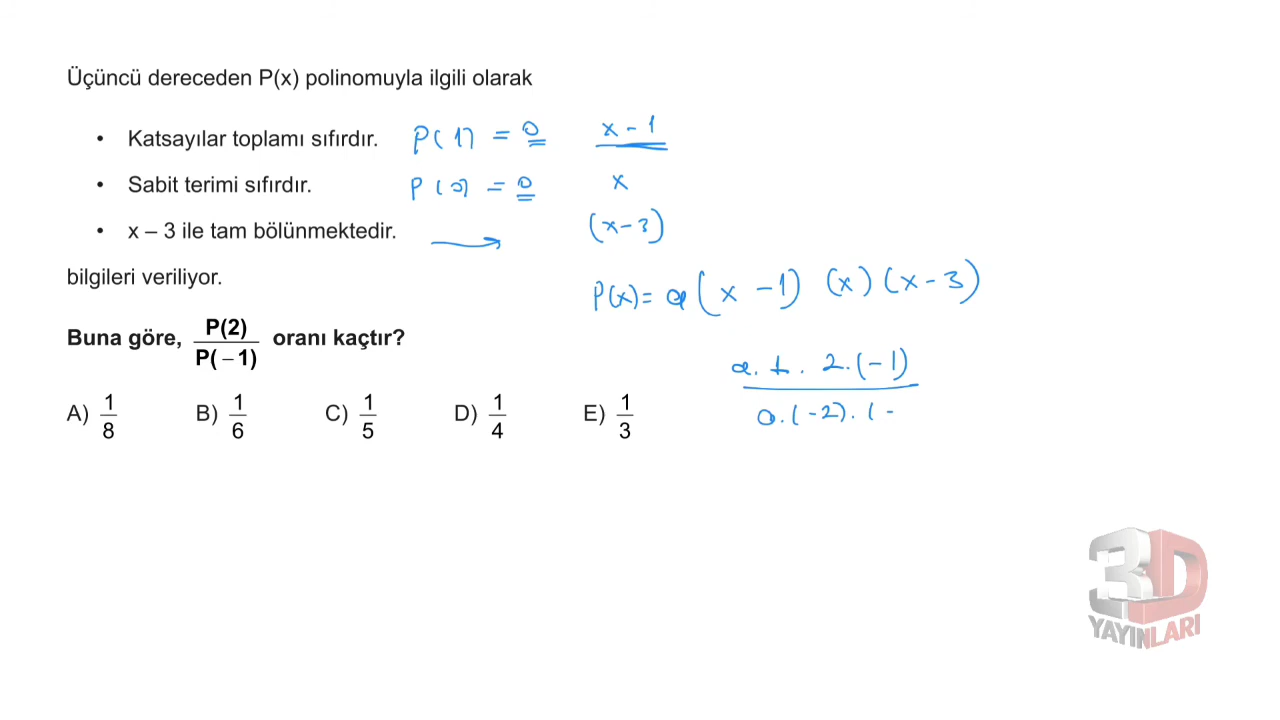 Üçüncü dereceden P(x) polinomuyla ilgili olarak
• Katsayılar toplamı sıfırdır. P(1) = 0 x - 1
• Sabit terimi sıfırdır. P(0) = 0 x
• x – 3 ile tam bölünmektedir. → (x - 3)
bilgileri veriliyor.
P(x) = a(x - 1) (x) (x - 3)
Buna göre, P(2)/P(–1) oranı kaçtır?
a . 1 . 2 . (-1)
a . (-2) . (-
A) 1/8 B) 1/6 C) 1/5 D) 1/4 E) 1/3
3D
YAYINLARI